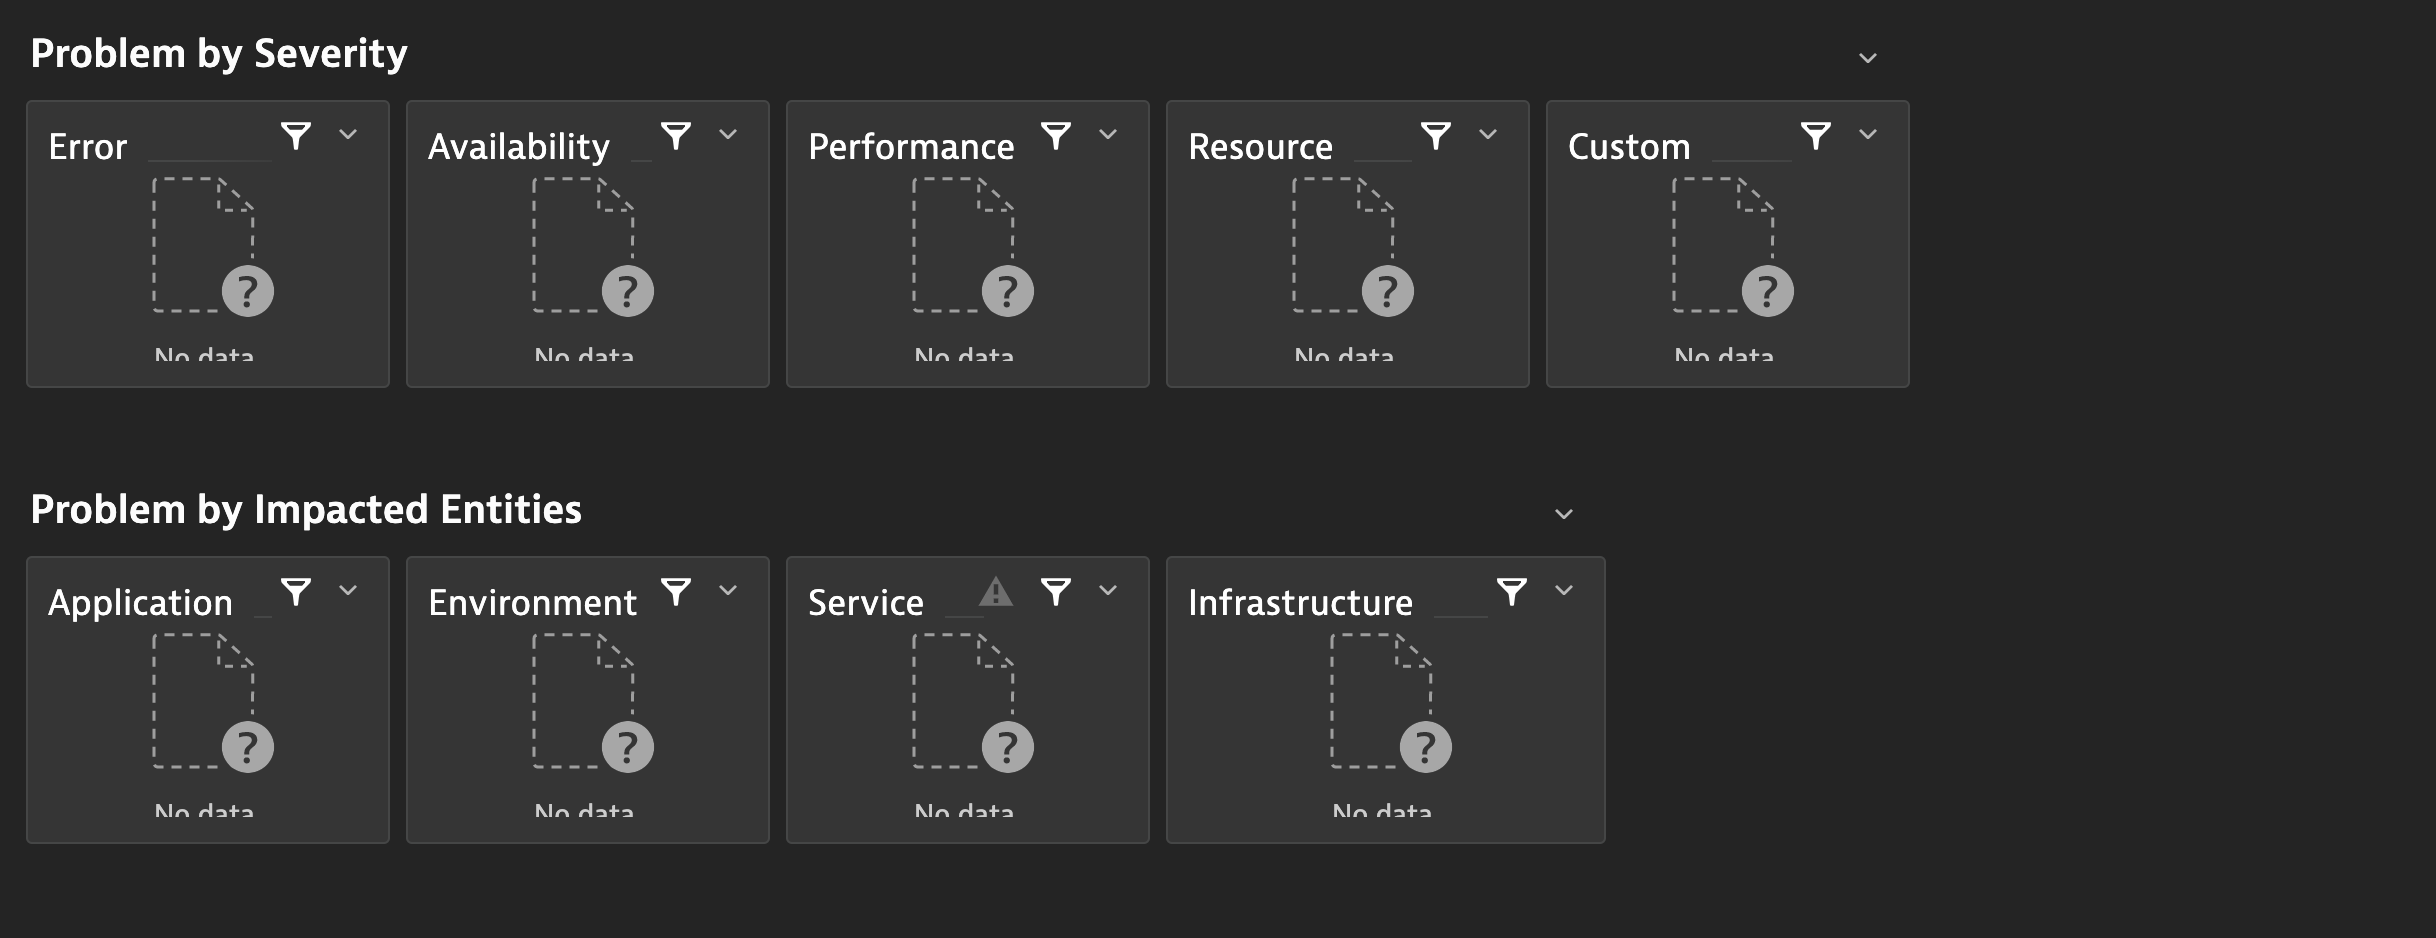 Problem by Severity
Error
Availability
Performance
Resource
Custom
?
?
?
?
?
No data
No data
No data
No data
No data
Problem by Impacted Entities
Application
Environment
Service
Infrastructure
?
?
?
?
No data
No data
No data
No data